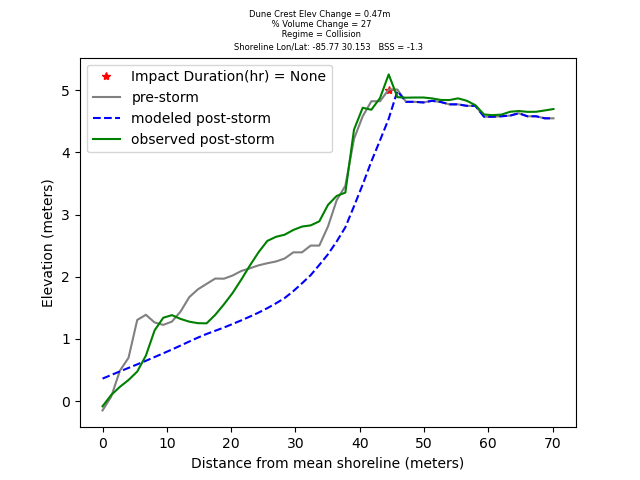 Dune Crest Elev Change = 0.47m
% Volume Change = 27
Regime = Collision
Shoreline Lon/Lat: -85.77 30.153 BSS = -1.3
Impact Duration(hr) = None
pre-storm
modeled post-storm
observed post-storm
Elevation (meters)
5
4
3
2
1
0
0 10 20 30 40 50 60 70
Distance from mean shoreline (meters)